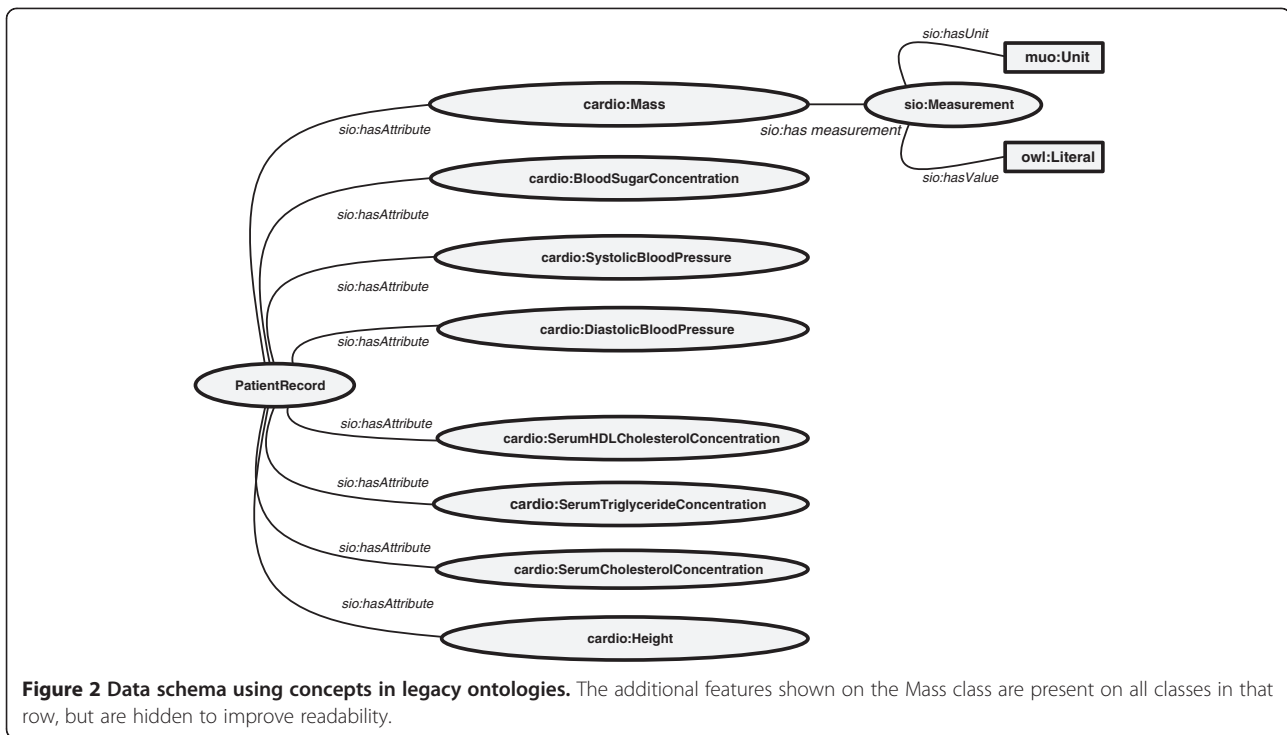 sio:hasUnit
muo:Unit
cardio:Mass
sio:Measurement
sio:hasAttribute
sio:has measurement
owl:Literal
sio:hasValue
cardio:BloodSugarConcentration
sio:hasAttribute
cardio:SystolicBloodPressure
sio:hasAttribute
cardio:DiastolicBloodPressure
sio:hasAttribute
PatientRecord
sio:hasAttribute
cardio:SerumHDLCholesterolConcentration
sio:hasAttribute
cardio:SerumTriglycerideConcentration
sio:hasAttribute
cardio:SerumCholesterolConcentration
sio:hasAttribute
cardio:Height
Figure 2 Data schema using concepts in legacy ontologies. The additional features shown on the Mass class are present on all classes in that
row, but are hidden to improve readability.